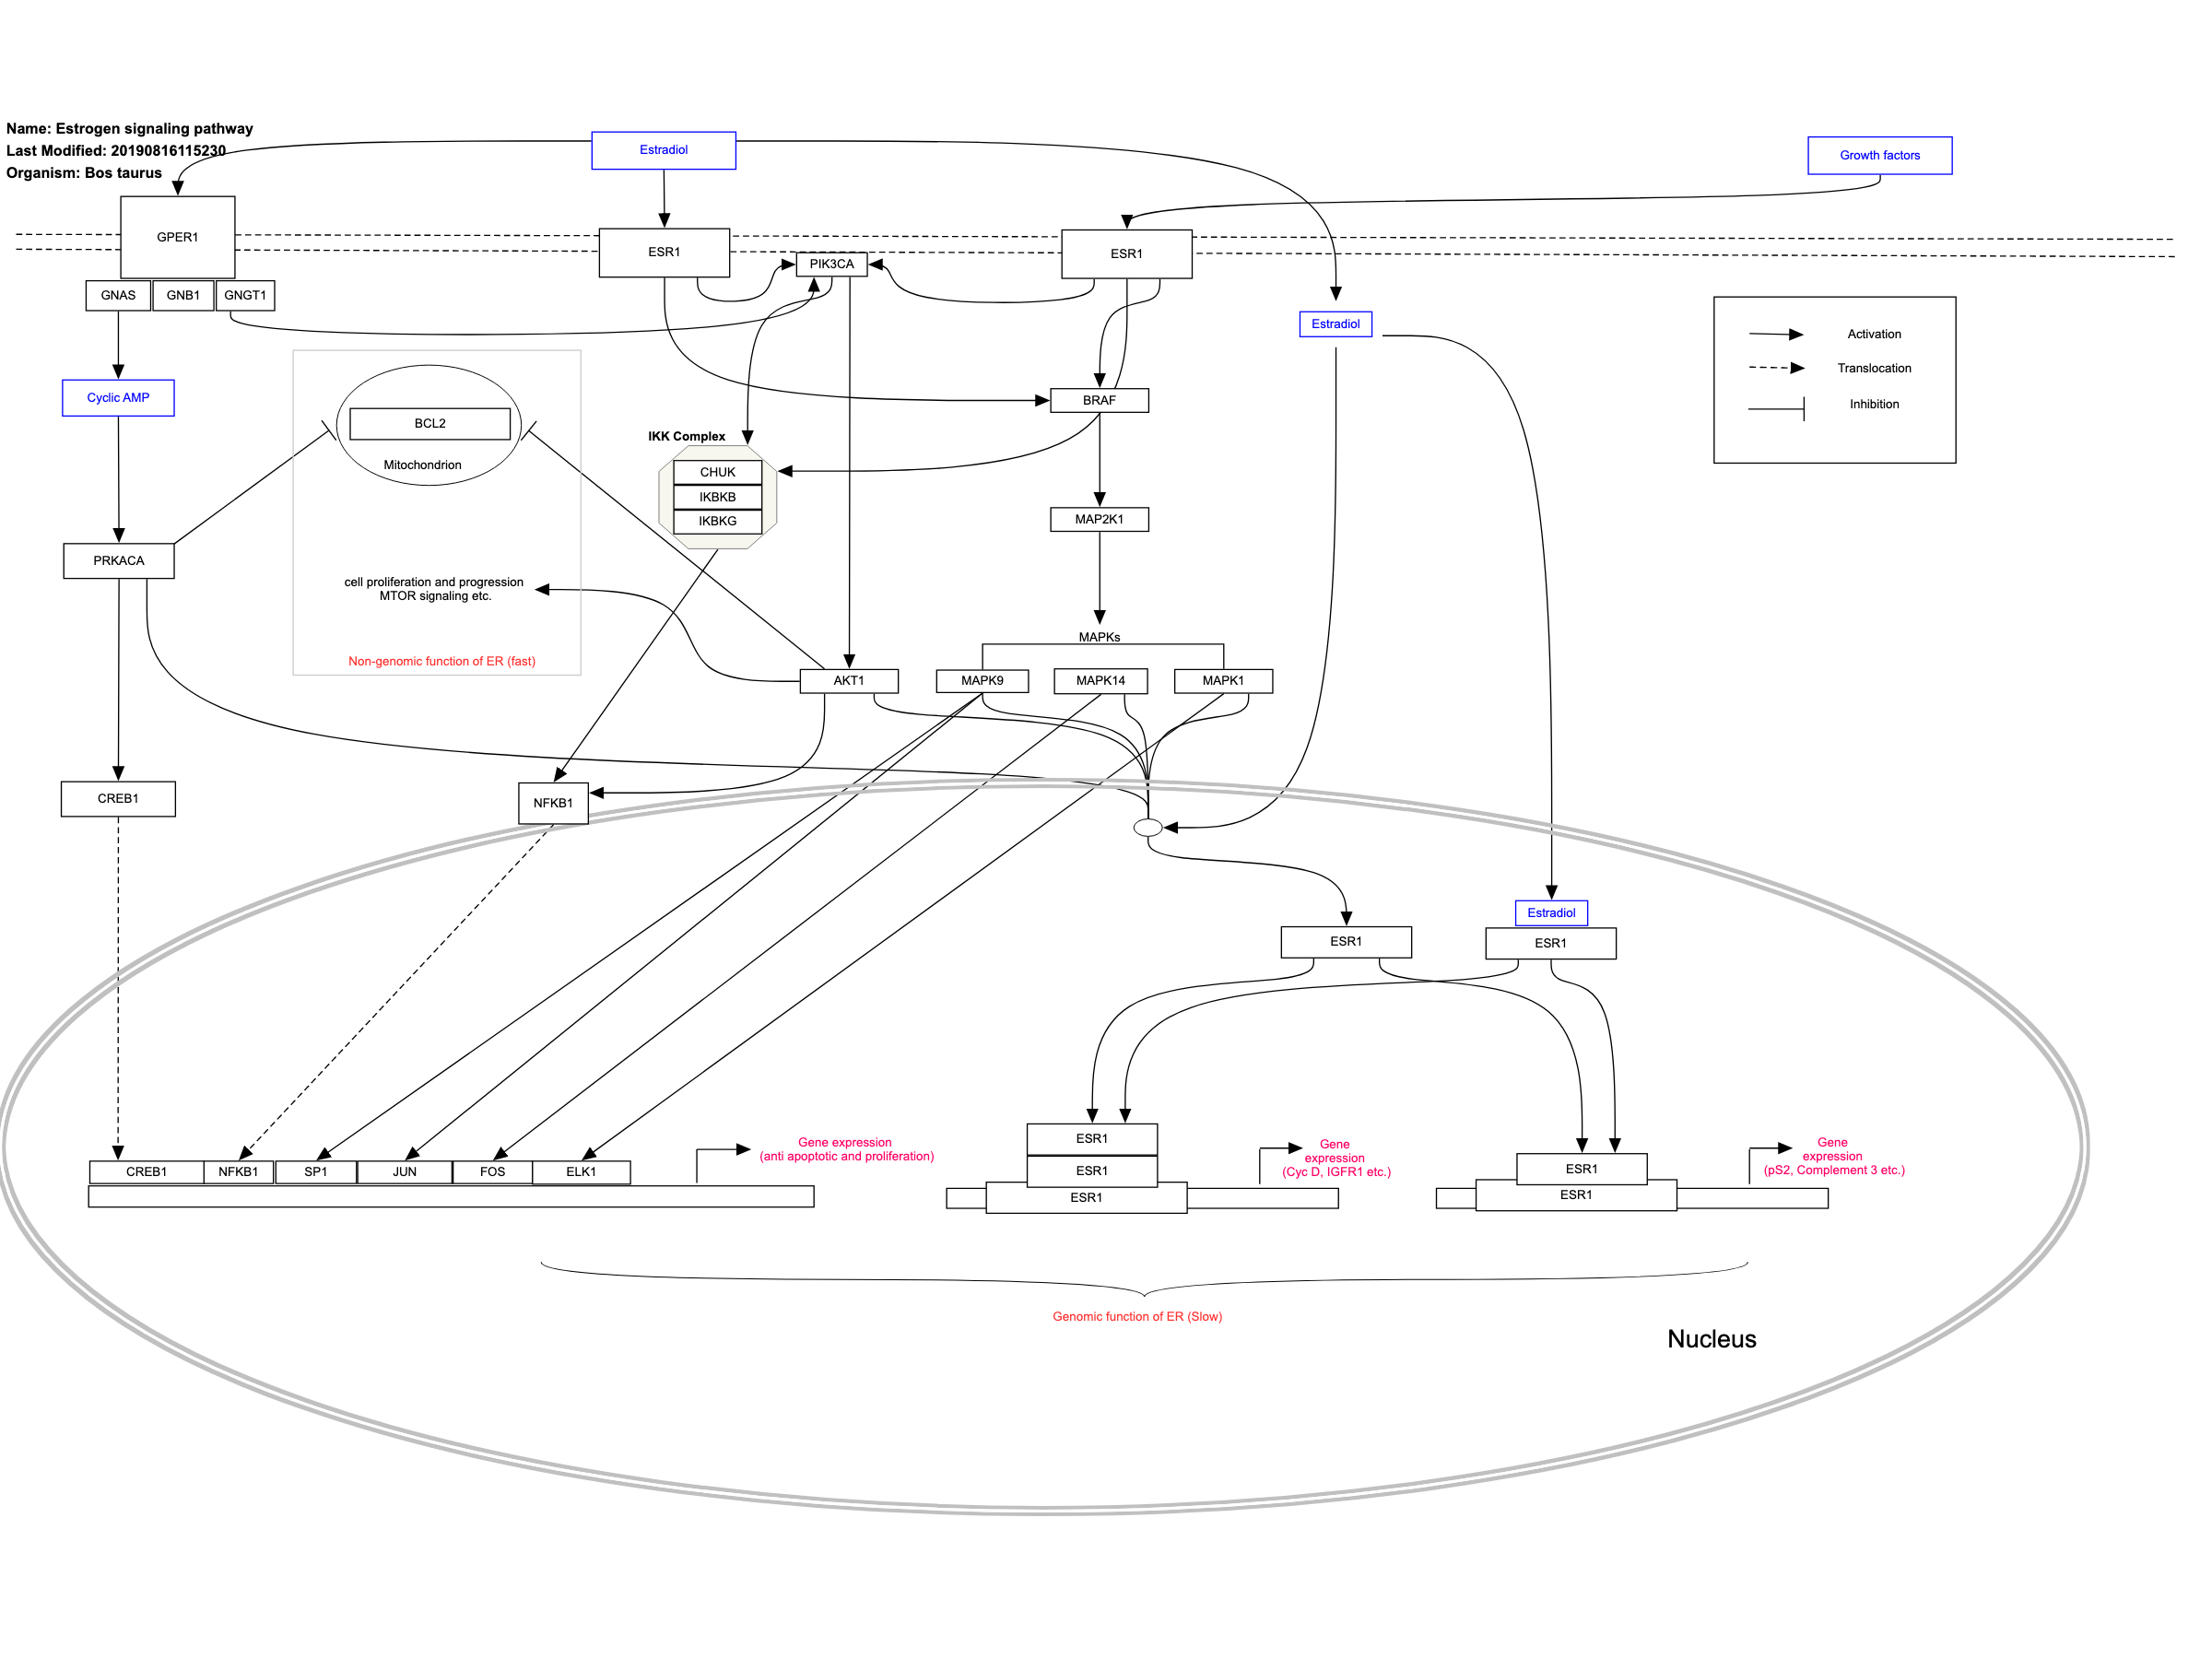 Name: Estrogen signaling pathway
Last Modified: 20190816115230
Organism: Bos taurus
Estradiol
Growth factors
GPER1
ESR1
PIK3CA
ESR1
GNAS
GNB1
GNGT1
Estradiol
Activation
Translocation
Inhibition
Cyclic AMP
BCL2
Mitochondrion
BRAF
IKK Complex
CHUK
IKBKB
IKBKG
MAP2K1
PRKACA
cell proliferation and progression
MTOR signaling etc.
Non-genomic function of ER (fast)
MAPKs
AKT1
MAPK9
MAPK14
MAPK1
CREB1
NFKB1
Estradiol
ESR1
ESR1
CREB1
NFKB1
SP1
JUN
FOS
ELK1
Gene expression
(anti apoptotic and proliferation)
ESR1
ESR1
ESR1
Gene
expression
(Cyc D, IGFR1 etc.)
ESR1
ESR1
Gene
expression
(pS2, Complement 3 etc.)
Genomic function of ER (Slow)
Nucleus